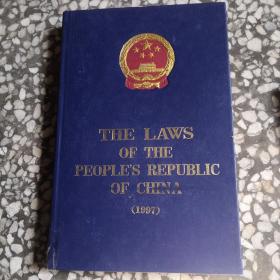 THE LAWS
OF THE
PEOPLE'S REPUBLIC
OF CHINA
(1997)